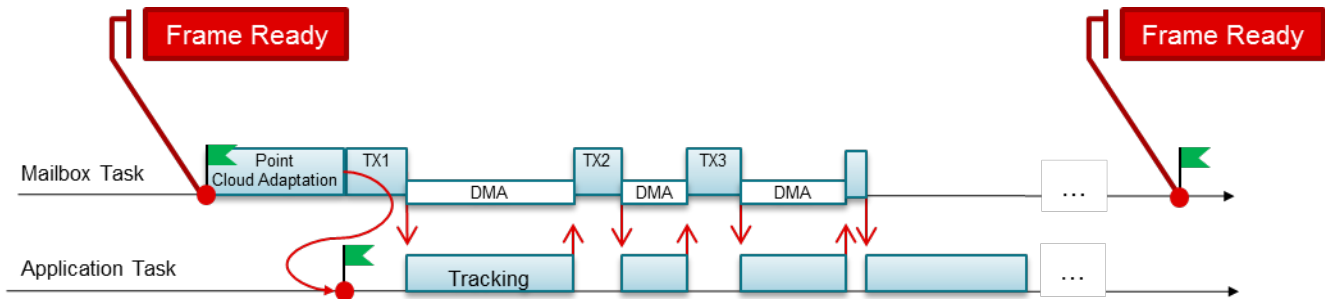 Frame Ready
Frame Ready
Mailbox Task
Point
Cloud Adaptation
TX1
DMA
TX2
DMA
TX3
DMA
...
Application Task
Tracking
...